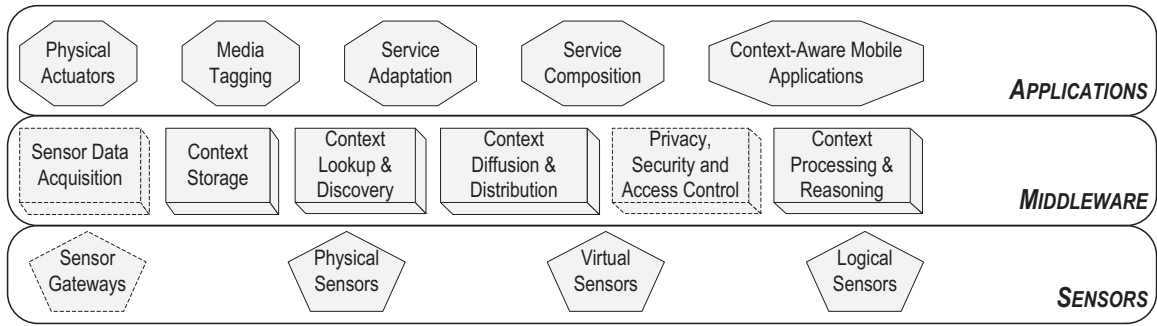 Physical
Actuators
Media
Tagging
Service
Adaptation
Service
Composition
Context-Aware Mobile
Applications
APPLICATIONS
Sensor Data
Acquisition
Context
Storage
Context
Lookup &
Discovery
Context
Diffusion &
Distribution
Privacy,
Security and
Access Control
Context
Processing &
Reasoning
MIDDLEWARE
Sensor
Gateways
Physical
Sensors
Virtual
Sensors
Logical
Sensors
SENSORS